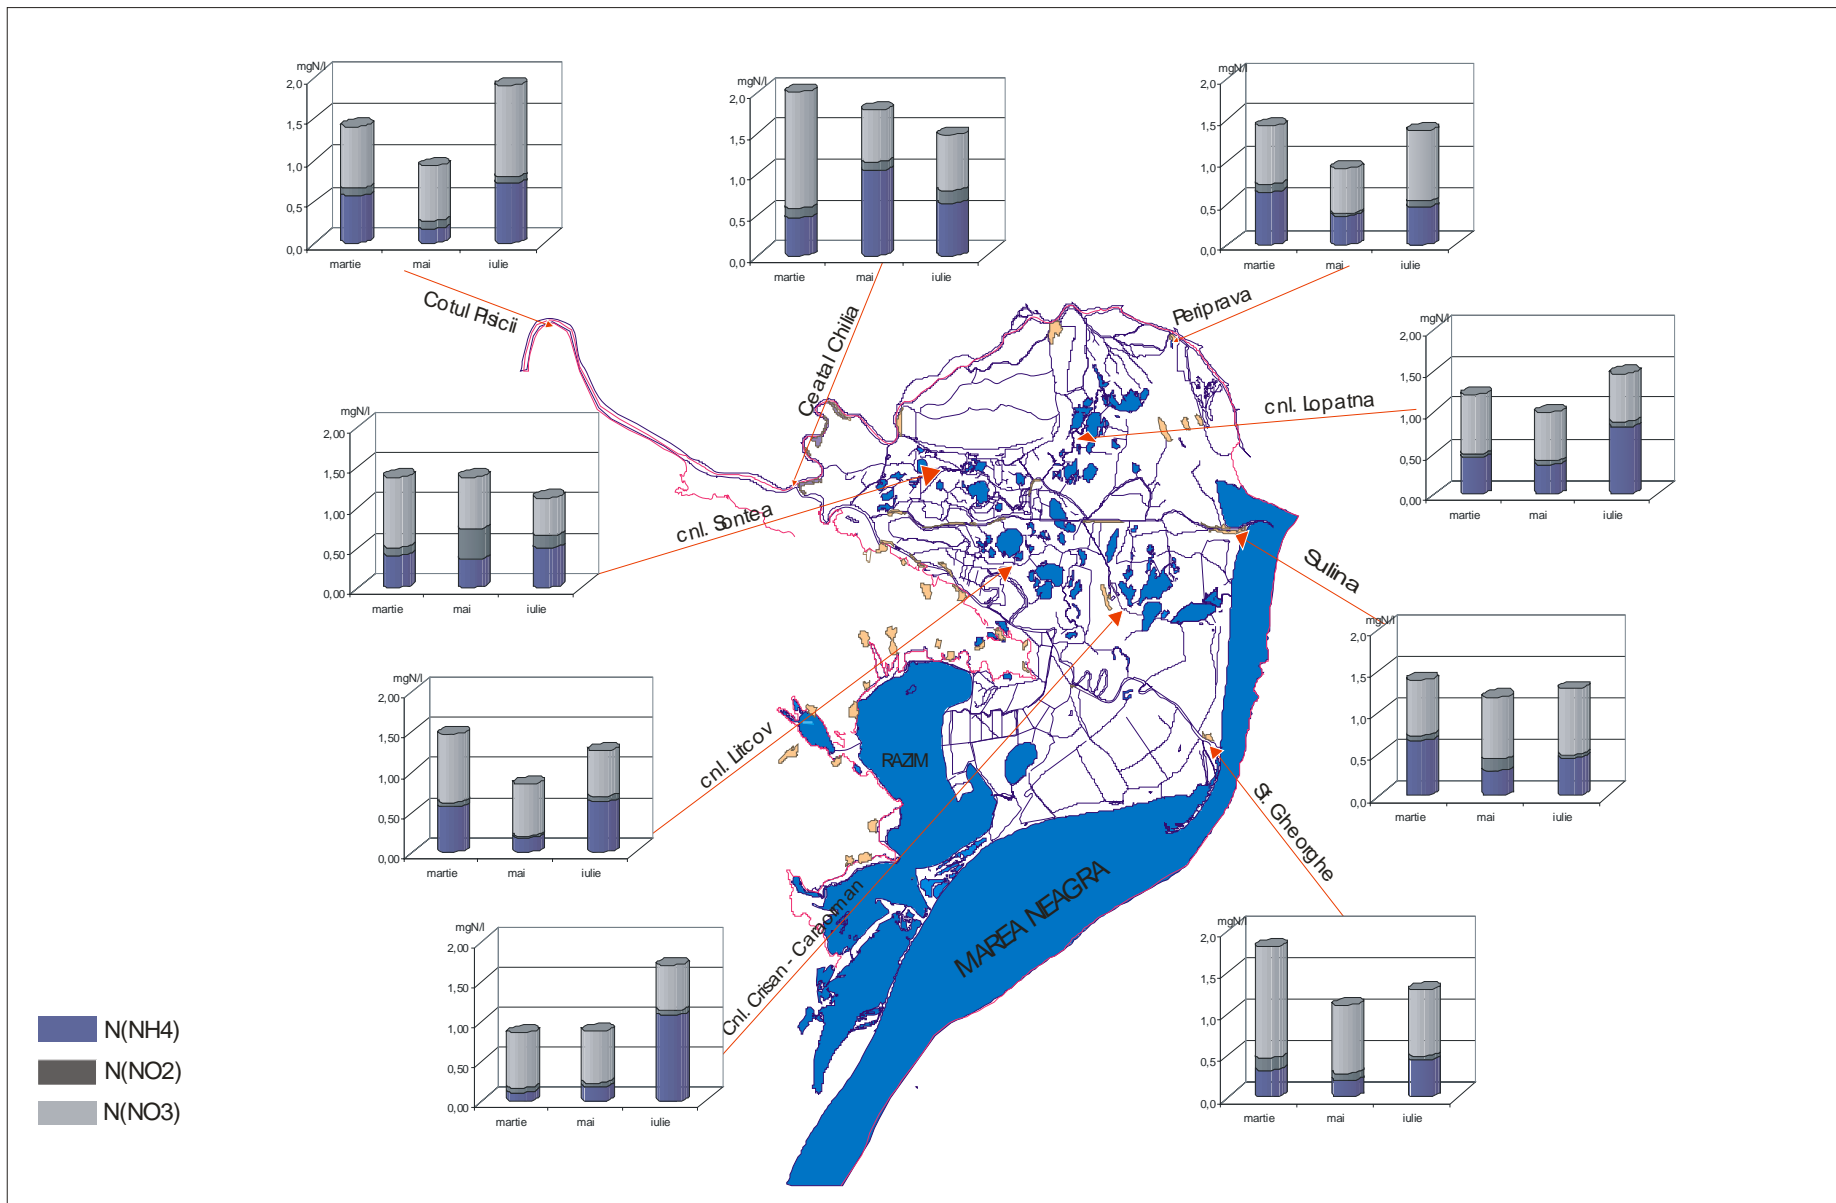 mgN/l
2,0
1,5
1,0
0,5
0,0
martie mai iulie
Cotul Pisicii
mgN/l
2,0
1,5
1,0
0,5
0,0
martie mai iulie
Ceatal Chilia
mgN/l
2,0
1,5
1,0
0,5
0,0
martie mai iulie
Periprava
mgN/l
2,00
1,50
1,00
0,50
0,00
martie mai iulie
cnl. Lopatna
mgN/l
2,00
1,50
1,00
0,50
0,00
martie mai iulie
cnl. Sontea
mgN/l
2,0
1,5
1,0
0,5
0,0
martie mai iulie
Sulina
mgN/l
2,00
1,50
1,00
0,50
0,00
martie mai iulie
cnl. Litcov
RAZIM
mgN/l
2,0
1,5
1,0
0,5
0,0
martie mai iulie
Sf. Gheorghe
MAREA NEAGRA
mgN/l
2,00
1,50
1,00
0,50
0,00
martie mai iulie
Cnl. Crisan - Caraorman
N(NH4)
N(NO2)
N(NO3)